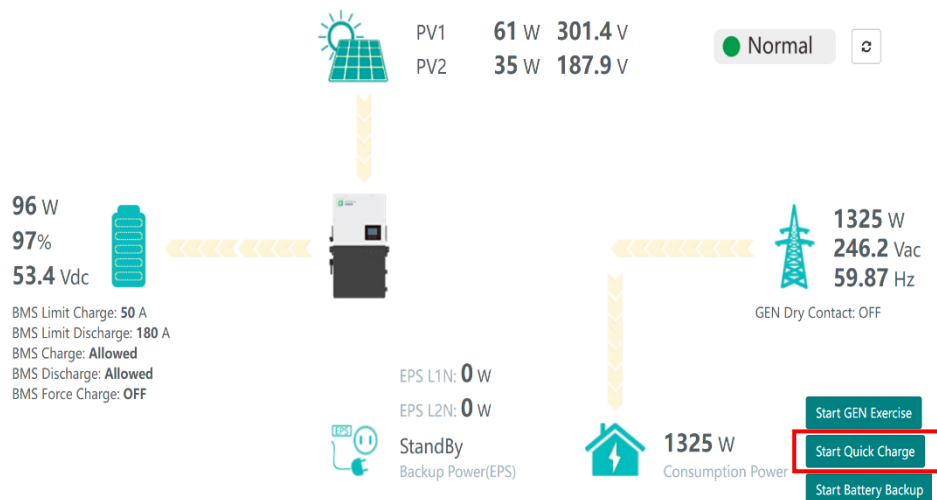 PV1 61 W 301.4 V
PV2 35 W 187.9 V
Normal
96 W
97%
53.4 Vdc
BMS Limit Charge: 50 A
BMS Limit Discharge: 180 A
BMS Charge: Allowed
BMS Discharge: Allowed
BMS Force Charge: OFF
1325 W
246.2 Vac
59.87 Hz
GEN Dry Contact: OFF
EPS L1N: 0 W
EPS L2N: 0 W
EPS
StandBy
Backup Power(EPS)
1325 W
Consumption Power
Start GEN Exercise
Start Quick Charge
Start Battery Backup